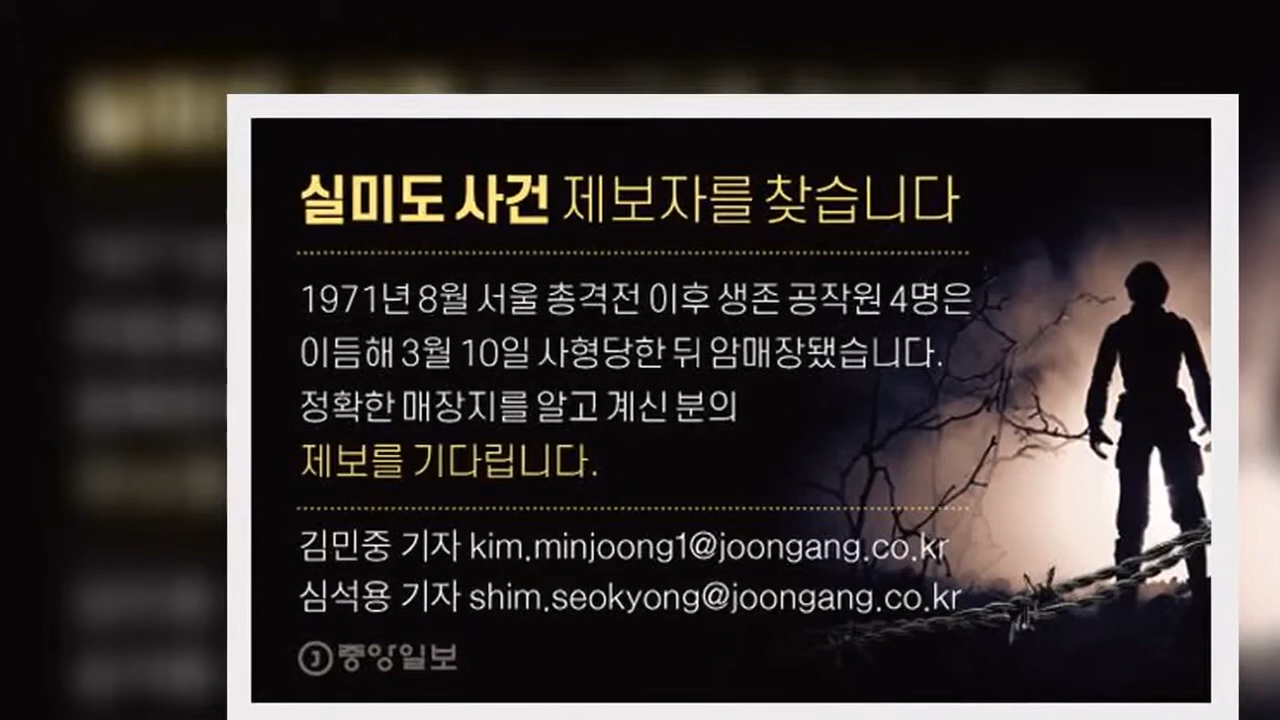 실미도 사건 제보자를 찾습니다
1971년 8월 서울 총격전 이후 생존 공작원 4명은
이듬해 3월 10일 사형당한 뒤 암매장됐습니다.
정확한 매장지를 알고 계신 분의
제보를 기다립니다.
김민중 기자 kim.minjoong1@joongang.co.kr
심석용 기자 shim.seokyong@joongang.co.kr
중앙일보